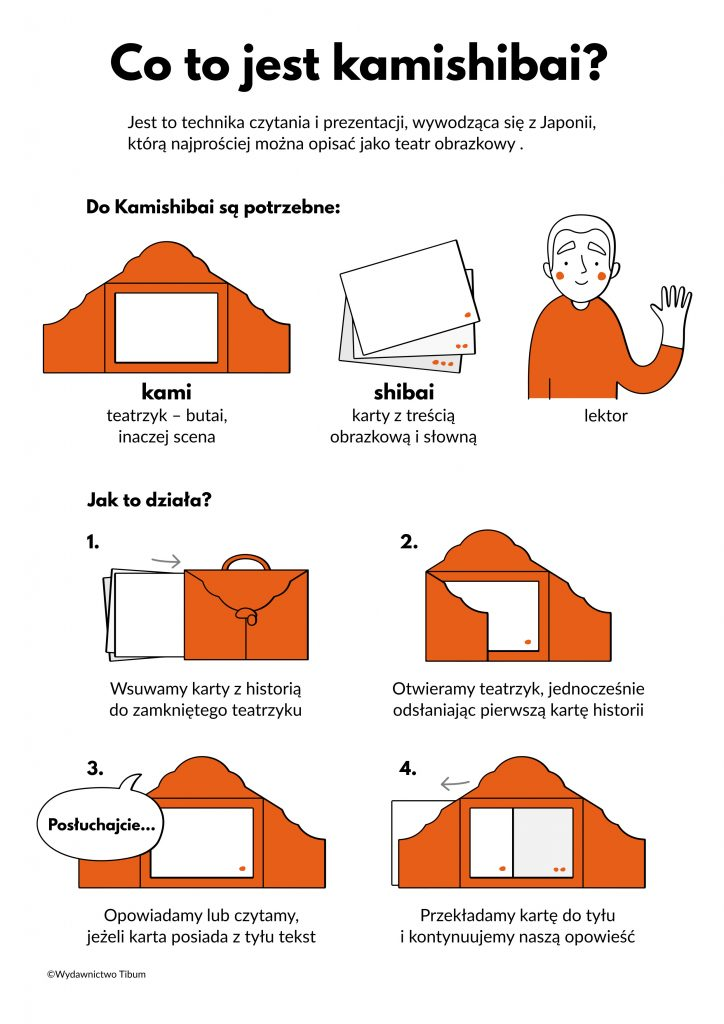 Co to jest kamishibai?
Jest to technika czytania i prezentacji, wywodząca się z Japonii,
którą najprościej można opisać jako teatr obrazkowy .
Do Kamishibai są potrzebne:
kami
teatrzyk – butai,
inaczej scena
shibai
karty z treścią
obrazkową i słowną
lektor
Jak to działa?
1.
Wsuwamy karty z historią
do zamkniętego teatrzyku
2.
Otwieramy teatrzyk, jednocześnie
odsłaniając pierwszą kartę historii
3.
Posłuchajcie...
Opowiadamy lub czytamy,
jeżeli karta posiada z tyłu tekst
4.
Przekładamy kartę do tyłu
i kontynuujemy naszą opowieść
©Wydawnictwo Tibum